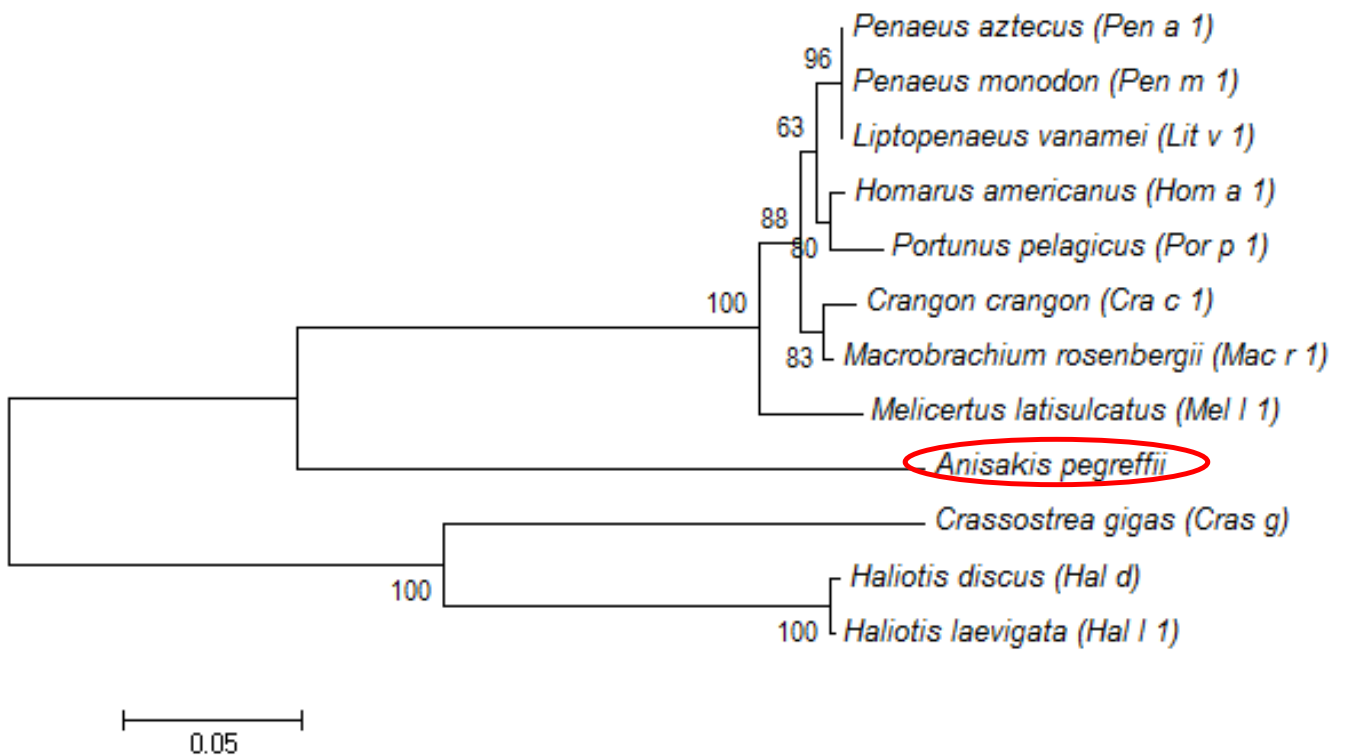 Penaeus aztecus (Pen a 1)
96
Penaeus monodon (Pen m 1)
63
Liptopenaeus vanamei (Lit v 1)
Homarus americanus (Hom a 1)
88
80
Portunus pelagicus (Por p 1)
100
Crangon crangon (Cra c 1)
83
Macrobrachium rosenbergii (Mac r 1)
Melicertus latisulcatus (Mel l 1)
Anisakis pegreffii
Crassostrea gigas (Cras g)
100
Haliotis discus (Hal d)
100
Haliotis laevigata (Hal l 1)
0.05